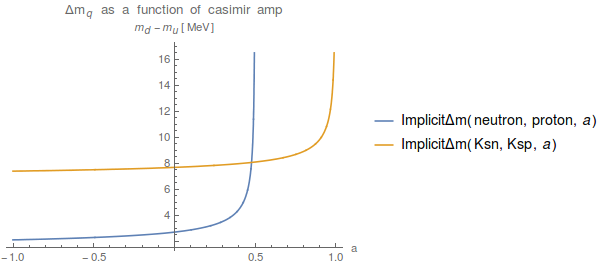 Δm_q as a function of casimir amp
m_d − m_u [MeV]
16
14
12
10
8
6
4
-1.0 -0.5 0.5 1.0 a
ImplicitΔm(neutron, proton, a)
ImplicitΔm(Ksn, Ksp, a)